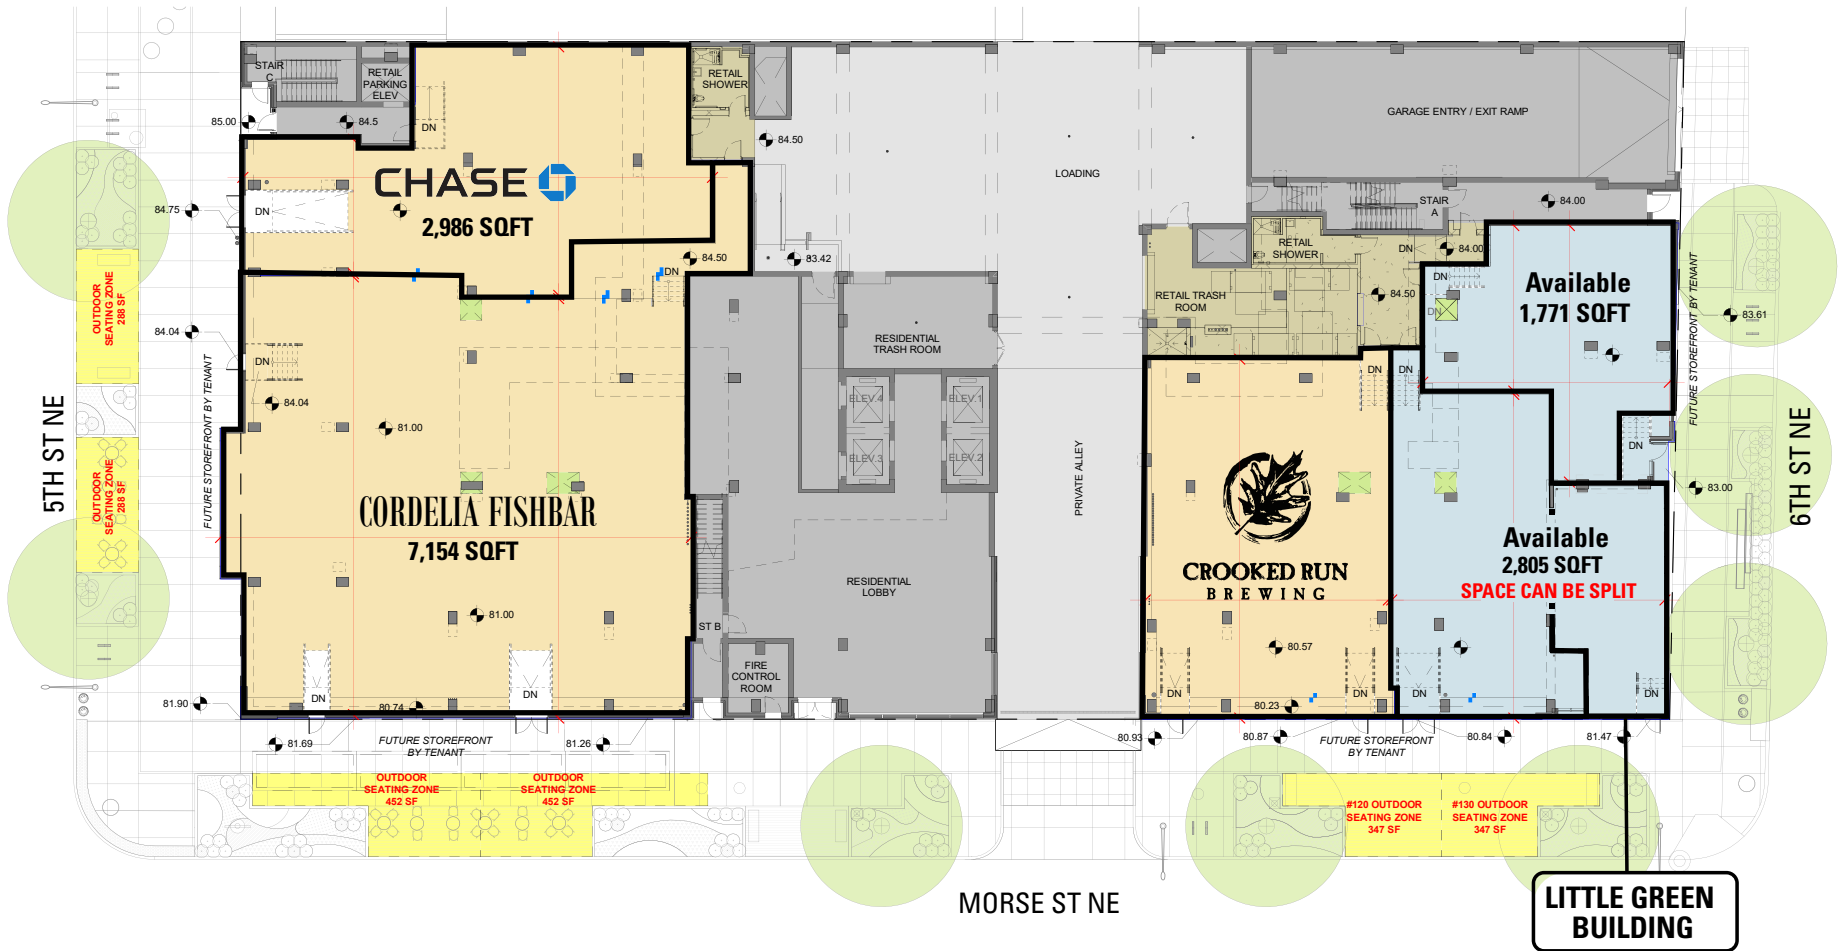 STAIR
C
RETAIL
PARKING
ELEV
RETAIL
SHOWER
85.00
84.5
DN
84.50
LOADING
GARAGE ENTRY / EXIT RAMP
CHASE
2,986 SQFT
84.75
DN
84.50
DN
83.42
STAIR
A
84.00
RETAIL
SHOWER
DN
84.00
DN
84.50
RETAIL TRASH
ROOM
DN
Available
1,771 SQFT
83.61
FUTURE STOREFRONT BY TENANT
OUTDOOR
SEATING ZONE
288 SF
84.04
DN
84.04
FUTURE STOREFRONT BY TENANT
RESIDENTIAL
TRASH ROOM
ELEV.4
ELEV.1
ELEV.3
ELEV.2
DN
DN
DN
81.00
5TH ST NE
OUTDOOR
SEATING ZONE
288 SF
CORDELIA FISHBAR
7,154 SQFT
PRIVATE ALLEY
83.00
6TH ST NE
CROOKED RUN
BREWING
Available
2,805 SQFT
SPACE CAN BE SPLIT
RESIDENTIAL
LOBBY
81.00
ST B
80.57
FIRE
CONTROL
ROOM
DN
DN
DN
DN
DN
DN
81.90
80.74
80.23
81.69
FUTURE STOREFRONT
BY TENANT
81.26
80.93
80.87
FUTURE STOREFRONT
BY TENANT
80.84
81.47
OUTDOOR
SEATING ZONE
452 SF
OUTDOOR
SEATING ZONE
452 SF
#120 OUTDOOR
SEATING ZONE
347 SF
#130 OUTDOOR
SEATING ZONE
347 SF
MORSE ST NE
LITTLE GREEN
BUILDING